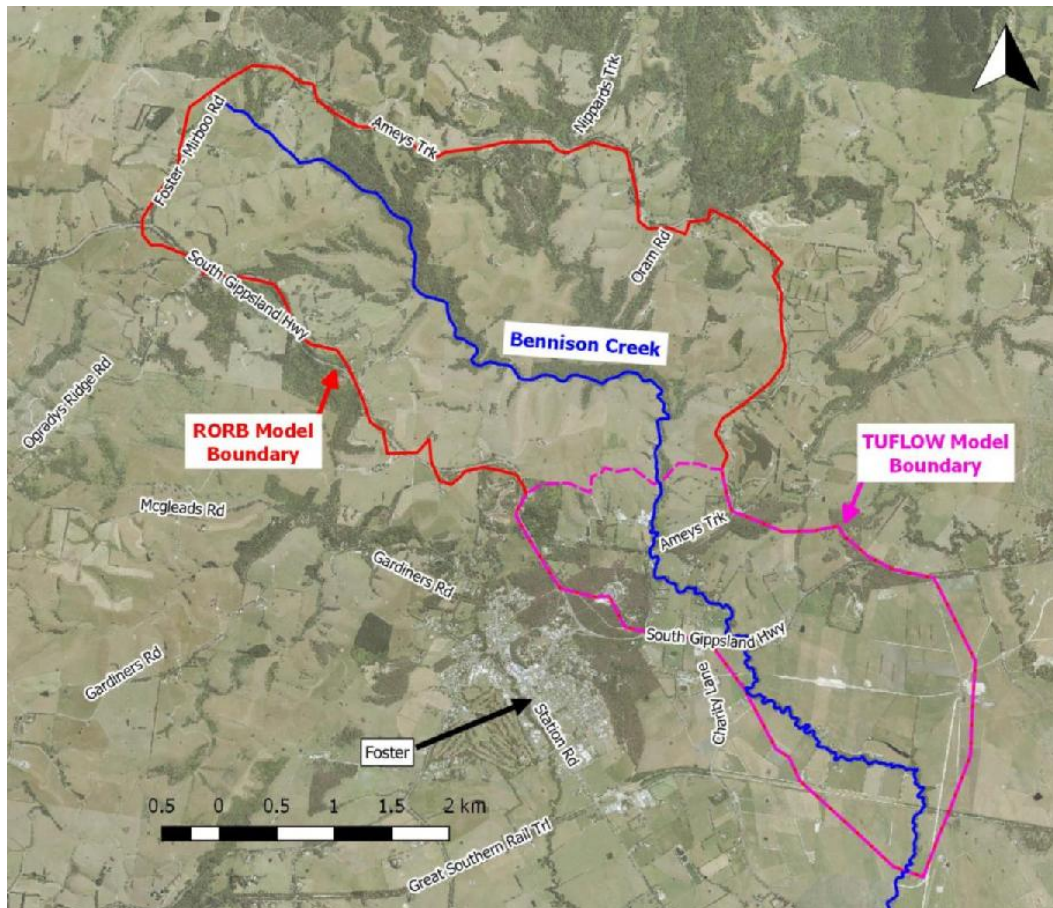 Nippards Trk
Ameys Trk
Foster - Mirboo Rd
Oram Rd
South Gippsland Hwy
Bennison Creek
Ogradys Ridge Rd
RORB Model
Boundary
TUFLOW Model
Boundary
Mcgleads Rd
Ameys Trk
Gardiners Rd
South Gippsland Hwy
Gardiners Rd
Charity Lane
Station Rd
Foster
0.5 0 0.5 1 1.5 2 km
Great Southern Rail Trl